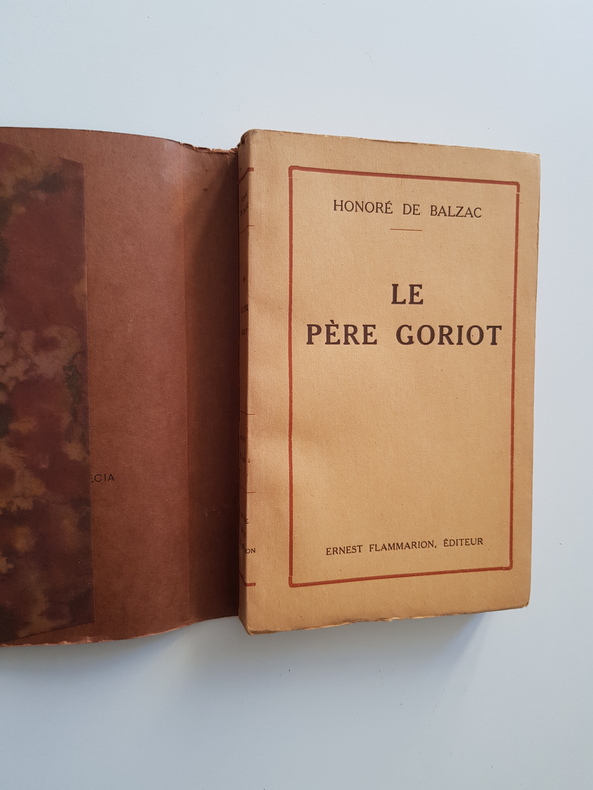 HONORÉ DE BALZAC
LE
PÈRE GORIOT
ERNEST FLAMMARION, ÉDITEUR